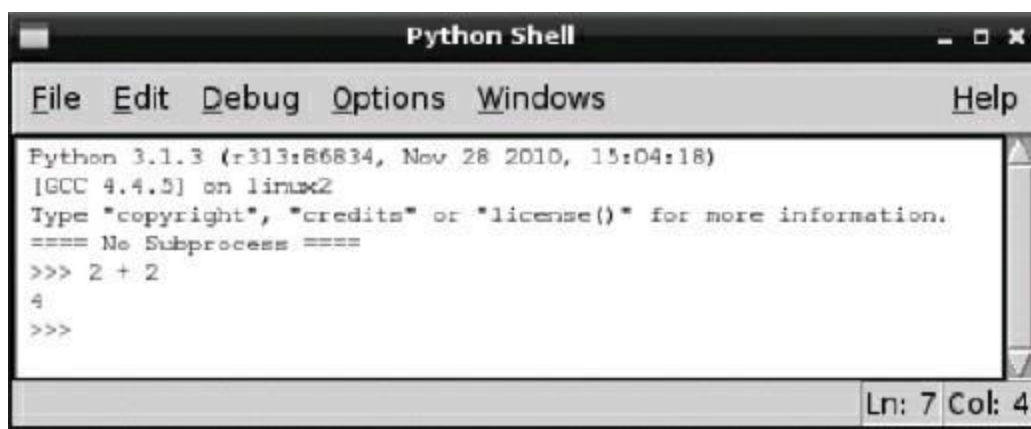 Python Shell
File Edit Debug Options Windows Help
Python 3.1.3 (r313:86834, Nov 28 2010, 15:04:18)
[GCC 4.4.5] on linux2
Type "copyright", "credits" or "license()" for more information.
==== No Subprocess ====
>>> 2 + 2
4
>>>
Ln: 7 Col: 4